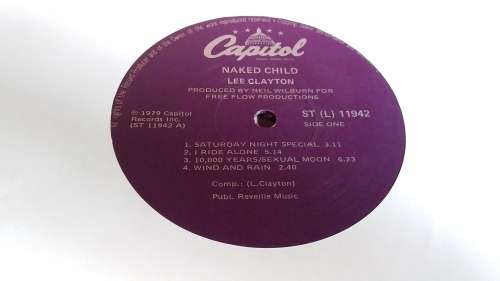 Capitol
NAKED CHILD
LEE CLAYTON
PRODUCED BY NEIL WILBURN FOR
FREE FLOW PRODUCTIONS
℗ 1979 Capitol
Records Inc.
(ST 11942 A)
ST (L) 11942
SIDE ONE
1. SATURDAY NIGHT SPECIAL 3.11
2. I RIDE ALONE 5.14
3. 10,000 YEARS/SEXUAL MOON 6.23
4. WIND AND RAIN 2.40
Comp.: (L.Clayton)
Publ. Reveille Music